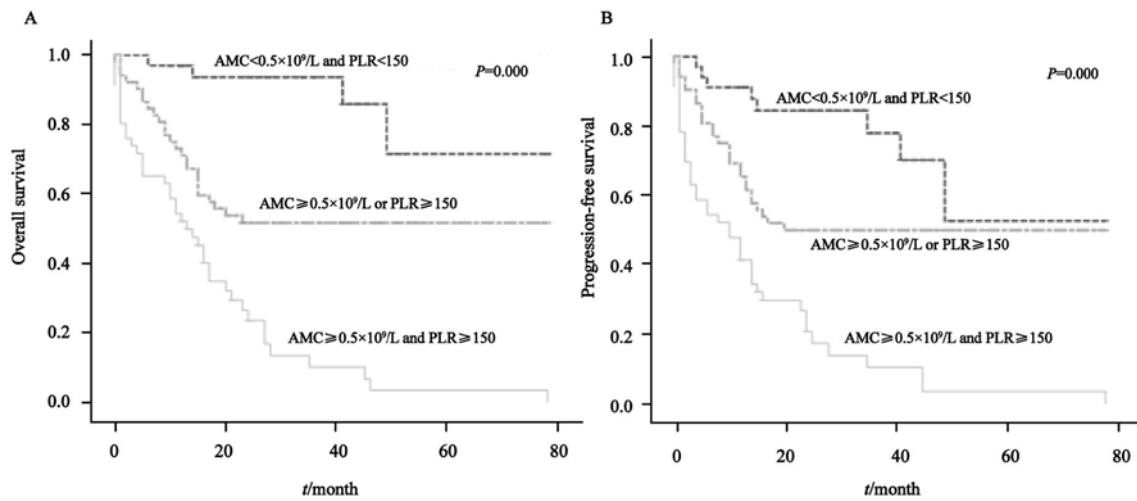 A
Overall survival
1.0
0.8
0.6
0.4
0.2
0.0
AMC<0.5×10⁹/L and PLR<150
P=0.000
AMC≥0.5×10⁹/L or PLR≥150
AMC≥0.5×10⁹/L and PLR≥150
0 20 40 60 80
t/month
B
Progression-free survival
1.0
0.8
0.6
0.4
0.2
0.0
P=0.000
AMC<0.5×10⁹/L and PLR<150
AMC≥0.5×10⁹/L or PLR≥150
AMC≥0.5×10⁹/L and PLR≥150
0 20 40 60 80
t/month